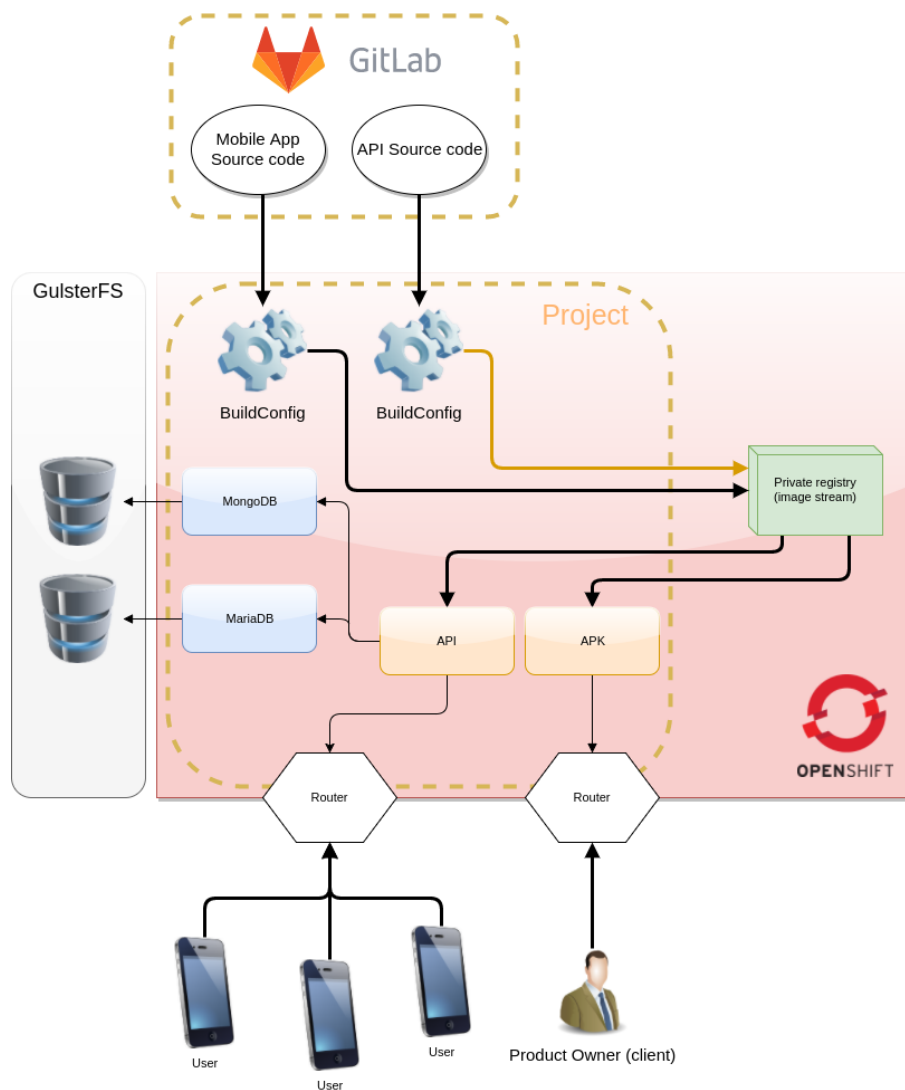 GitLab
Mobile App
Source code
API Source code
GulsterFS
Project
BuildConfig
BuildConfig
Private registry
(image stream)
MongoDB
MariaDB
API
APK
OPENSHIFT
Router
Router
User
User
User
Product Owner (client)